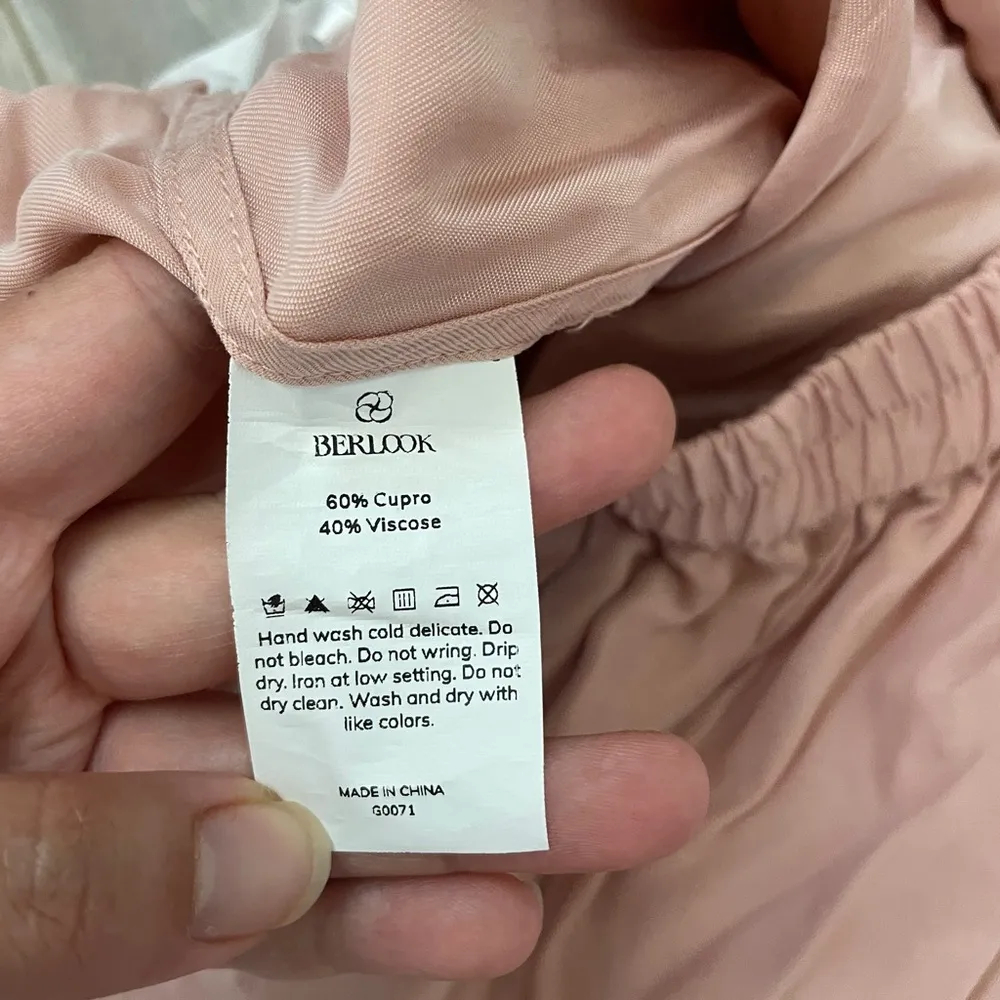 BERLOOK
60% Cupro
40% Viscose
Hand wash cold delicate. Do
not bleach. Do not wring. Drip
dry. Iron at low setting. Do not
dry clean. Wash and dry with
like colors.
MADE IN CHINA
G0071